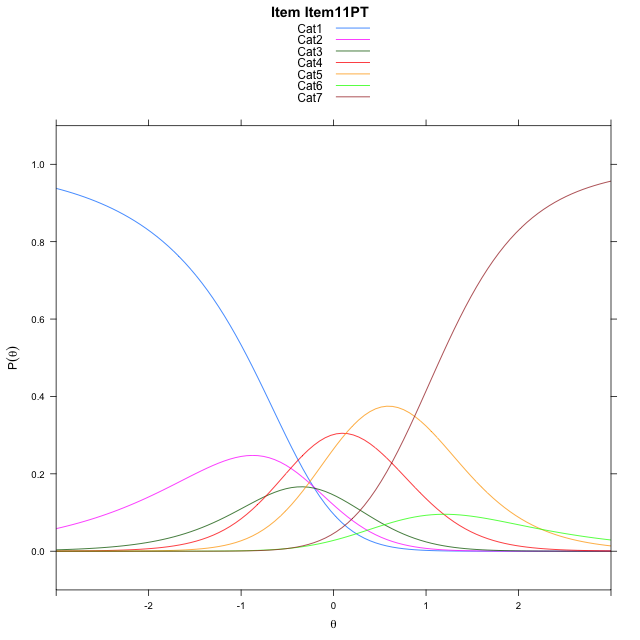 Item Item11PT
Cat1
Cat2
Cat3
Cat4
Cat5
Cat6
Cat7
1.0
0.8
0.6
0.4
0.2
0.0
P(θ)
-2 -1 0 1 2
θ